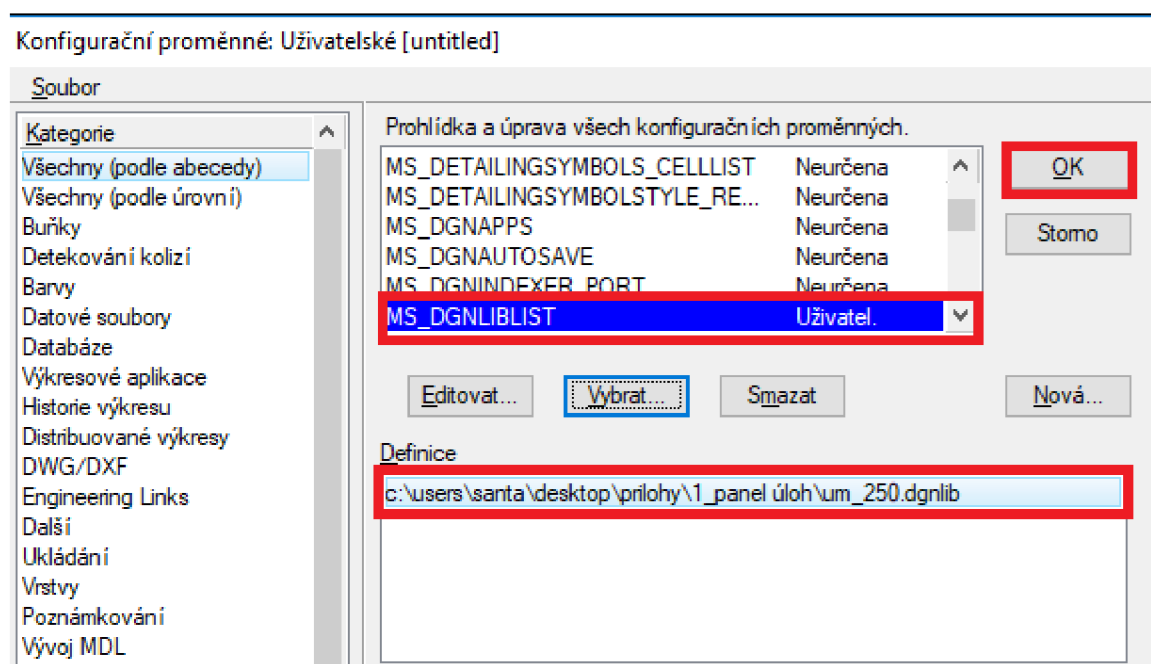 Konfigurační proměnné: Uživatelské [untitled]
Soubor
Kategorie
Všechny (podle abecedy)
Všechny (podle úrovní)
Buňky
Detekování kolizí
Barvy
Datové soubory
Databáze
Výkresové aplikace
Historie výkresu
Distribuované výkresy
DWG/DXF
Engineering Links
Další
Ukládání
Vrstvy
Poznámkování
Vývoj MDL
Prohlídka a úprava všech konfiguračních proměnných.
MS_DETAILINGSYMBOLS_CELLLIST Neurčena
MS_DETAILINGSYMBOLSTYLE_RE... Neurčena
MS_DGNAPPS Neurčena
MS_DGNAUTOSAVE Neurčena
MS_DGNINDEXER_PORT Neurčena
MS_DGNLIBLIST Uživatel.
OK
Storno
Editovat... Vybrat... Smazat Nová...
Definice
c:\users\santa\desktop\prilohy\1_panel úloh\um_250.dgnlib